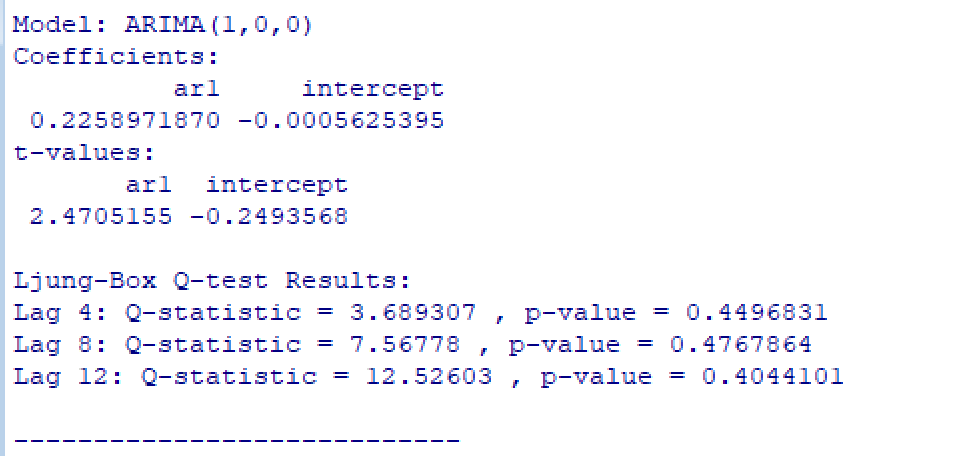 Model: ARIMA(1,0,0)
Coefficients:
ar1 intercept
0.2258971870 -0.0005625395
t-values:
ar1 intercept
2.4705155 -0.2493568
Ljung-Box Q-test Results:
Lag 4: Q-statistic = 3.689307 , p-value = 0.4496831
Lag 8: Q-statistic = 7.56778 , p-value = 0.4767864
Lag 12: Q-statistic = 12.52603 , p-value = 0.4044101
----------------------------